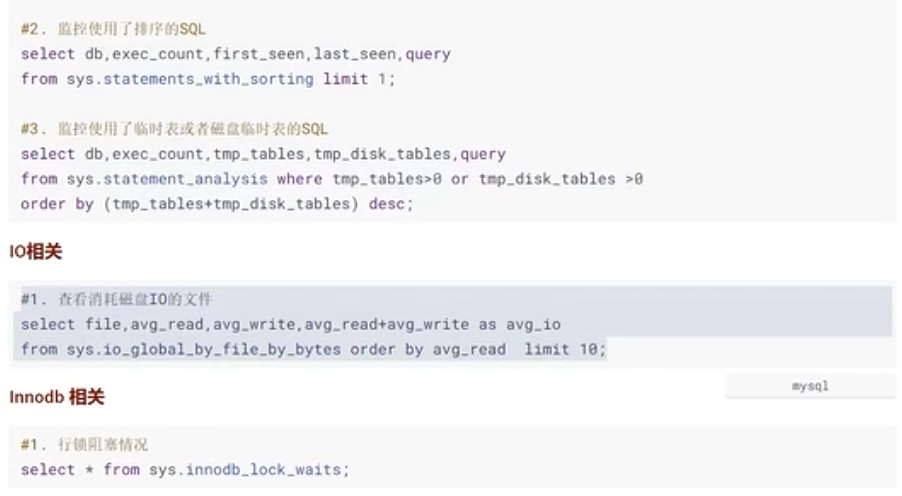 #2. 监控使用了排序的SQL
select db,exec_count,first_seen,last_seen,query
from sys.statements_with_sorting limit 1;
#3. 监控使用了临时表或者磁盘临时表的SQL
select db,exec_count,tmp_tables,tmp_disk_tables,query
from sys.statement_analysis where tmp_tables>0 or tmp_disk_tables >0
order by (tmp_tables+tmp_disk_tables) desc;
IO相关
#1. 查看消耗磁盘IO的文件
select file,avg_read,avg_write,avg_read+avg_write as avg_io
from sys.io_global_by_file_by_bytes order by avg_read  limit 10;
mysql
Innodb 相关
#1. 行锁阻塞情况
select * from sys.innodb_lock_waits;